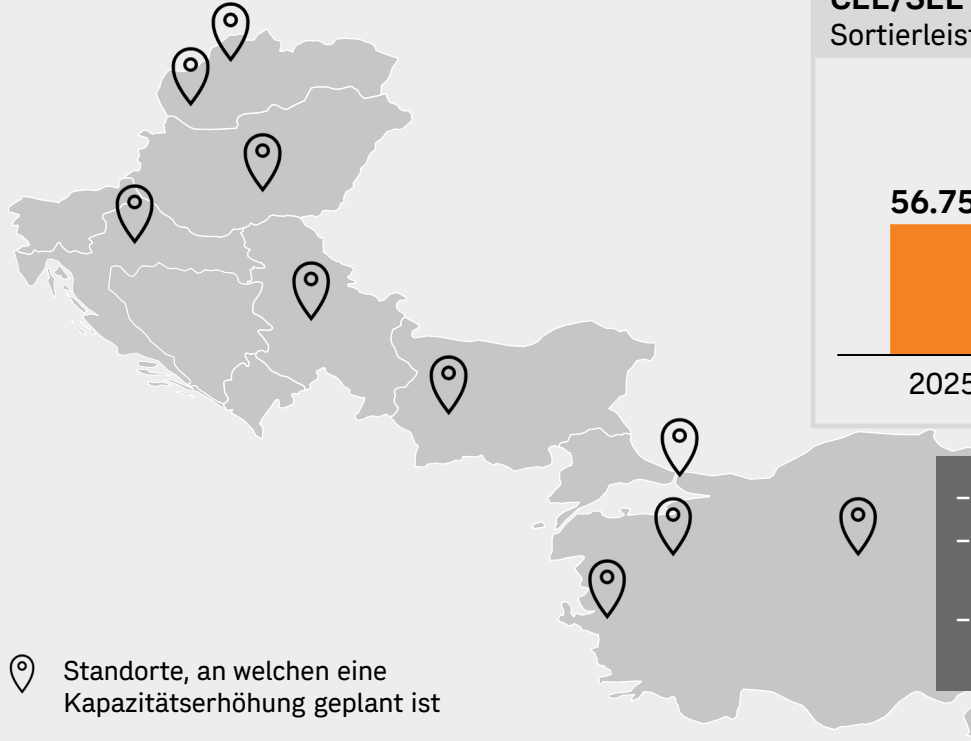 CEE/SEE
Sortierleist
56.75
2025
Standorte, an welchen eine
Kapazitätserhöhung geplant ist